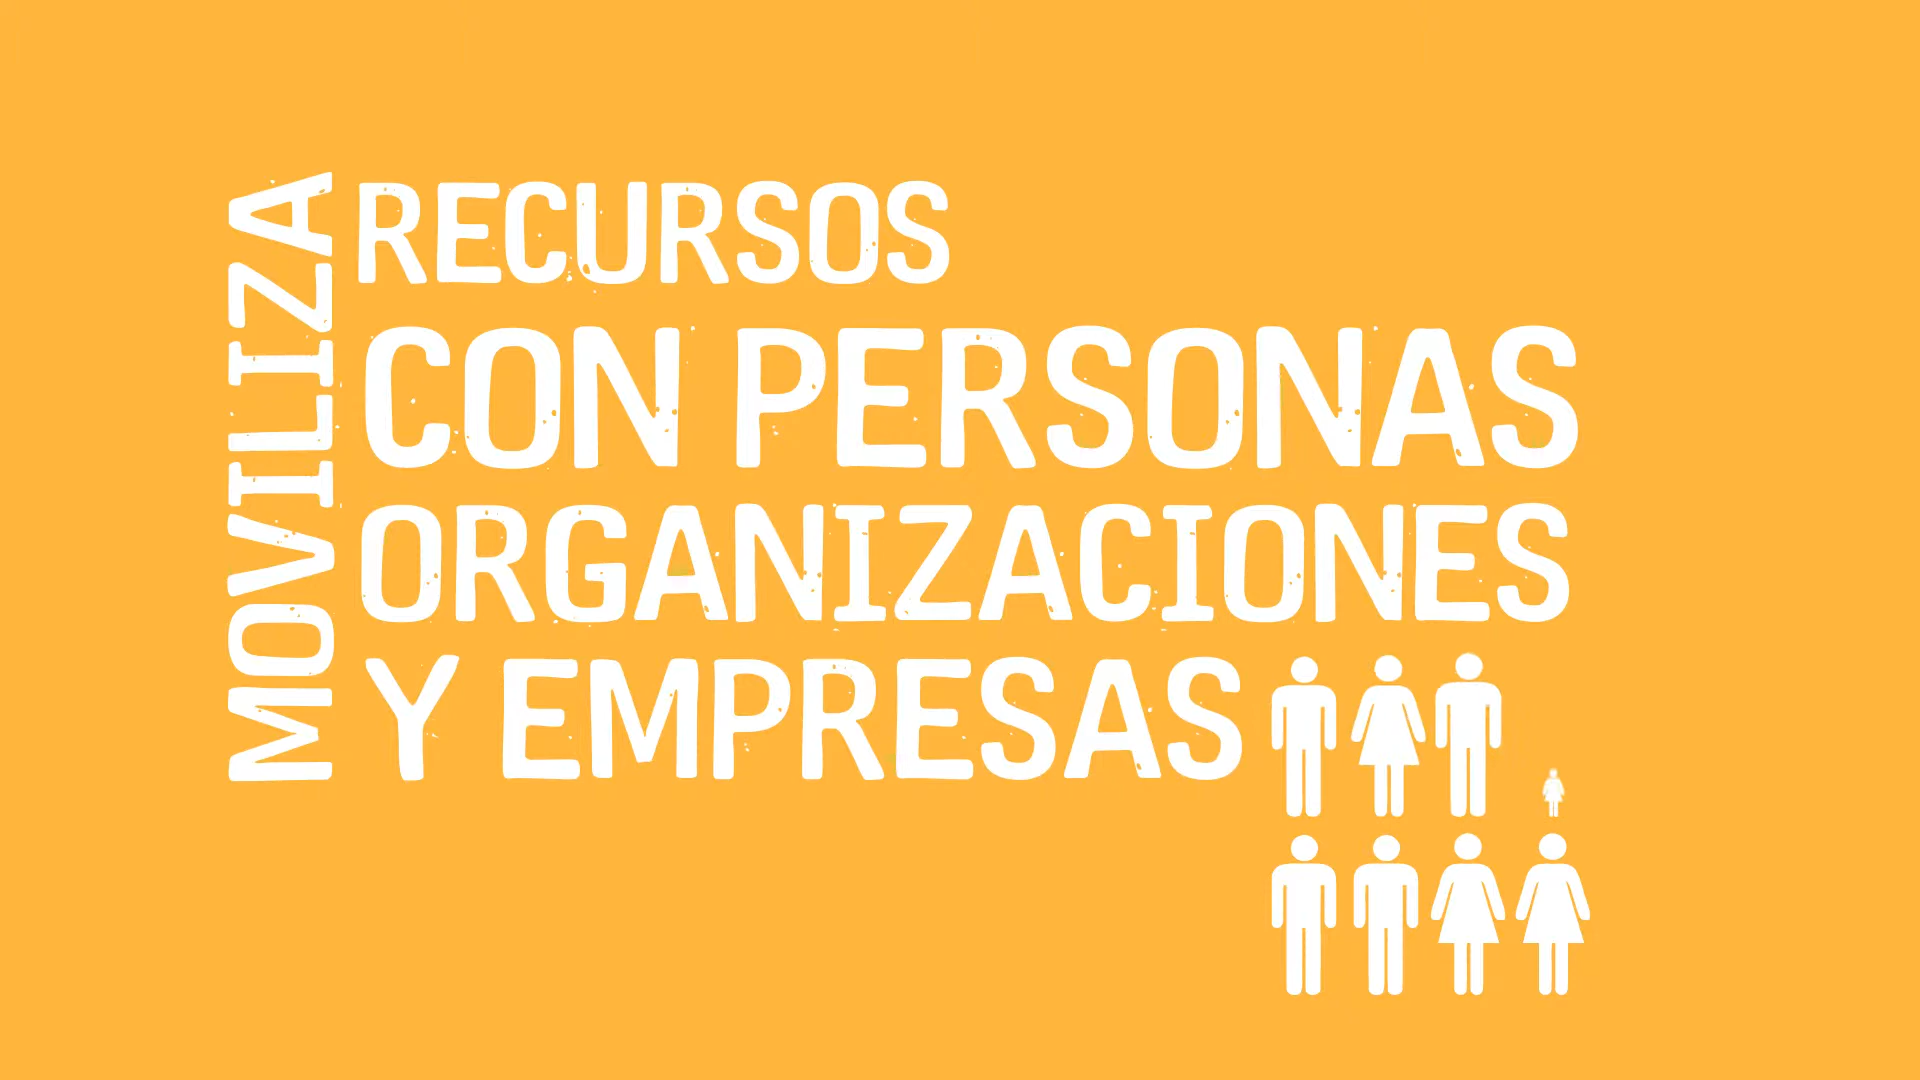 MOVILIZA
RECURSOS
CON PERSONAS
ORGANIZACIONES
Y EMPRESAS